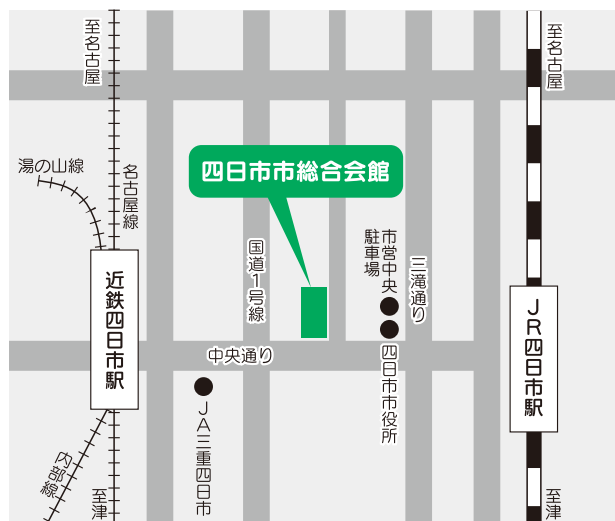 至名古屋
至名古屋
四日市市総合会館
湯の山線
名古屋線
国道1号線
市営中央
駐車場
三滝通り
近鉄四日市駅
JR四日市駅
中央通り
四日市市役所
JA三重四日市
内部線
至津
至津